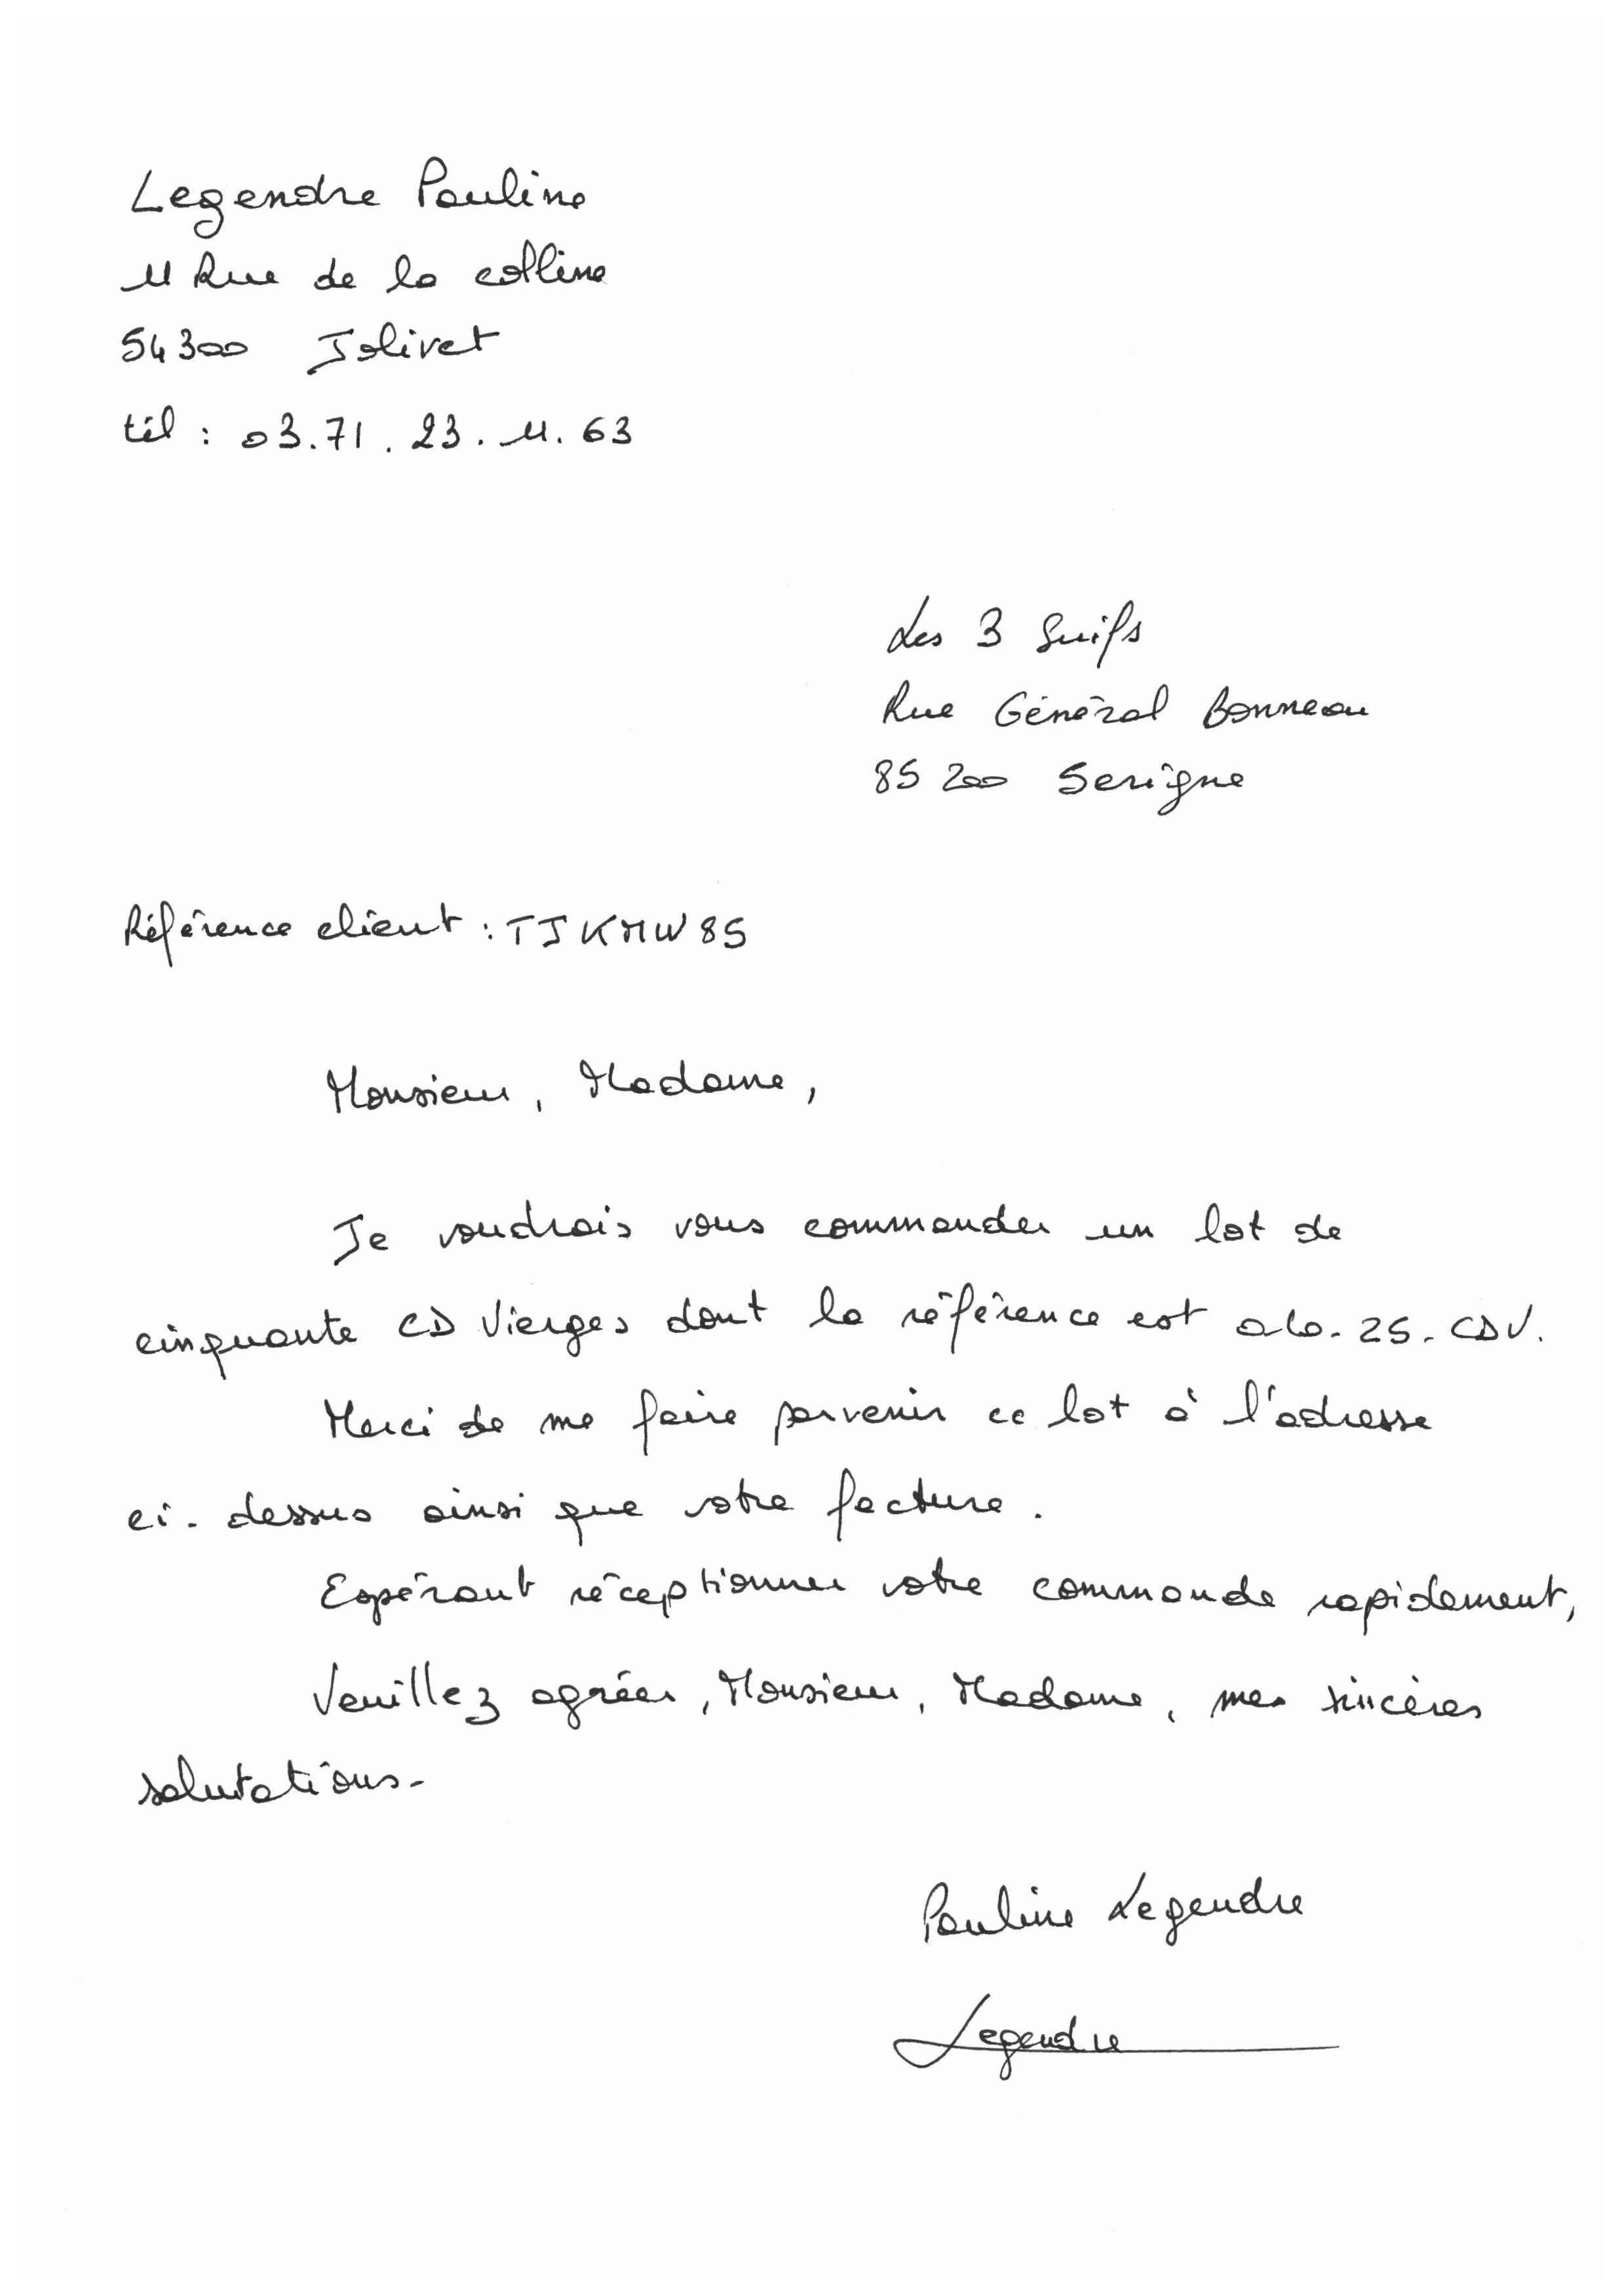 Legendre Pauline
11 Rue de la colline
54300 Jolivet
tél : 03.71.23.11.63
Les 3 Suifs
Rue Général Bonneau
85200 Serigne
Référence client : TJKMW85
Monsieur, Madame,
Je voudrais vous commander un lot de
cinquante CD Vierges dont la référence est
Merci de me faire parvenir ce lot à l'adresse
ci-dessus ainsi que votre facture.
Espérant réceptionner votre commande rapidement,
Veuillez agréer, Monsieur, Madame, mes sincères
salutations.
Pauline Legendre
Legendre